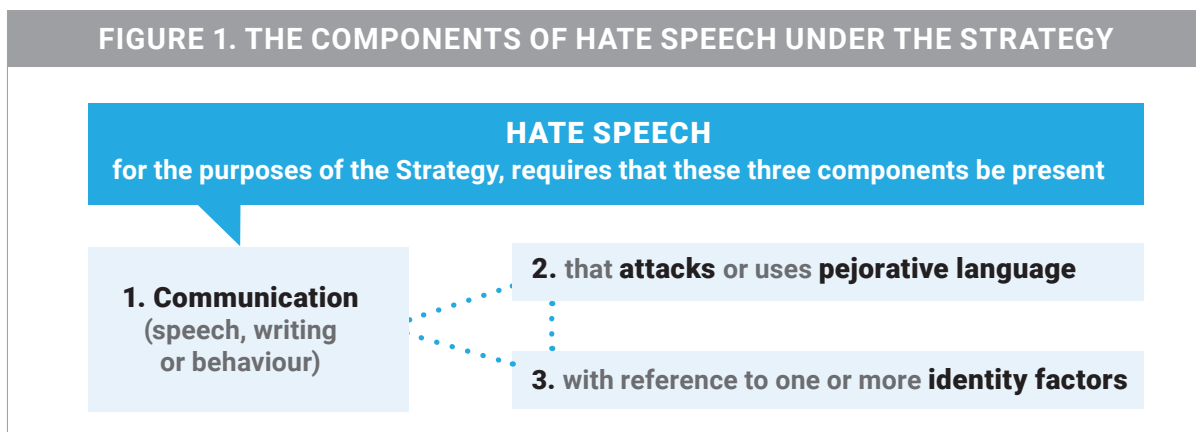 FIGURE 1. THE COMPONENTS OF HATE SPEECH UNDER THE STRATEGY
HATE SPEECH
for the purposes of the Strategy, requires that these three components be present
1. Communication
(speech, writing
or behaviour)
2. that attacks or uses pejorative language
3. with reference to one or more identity factors